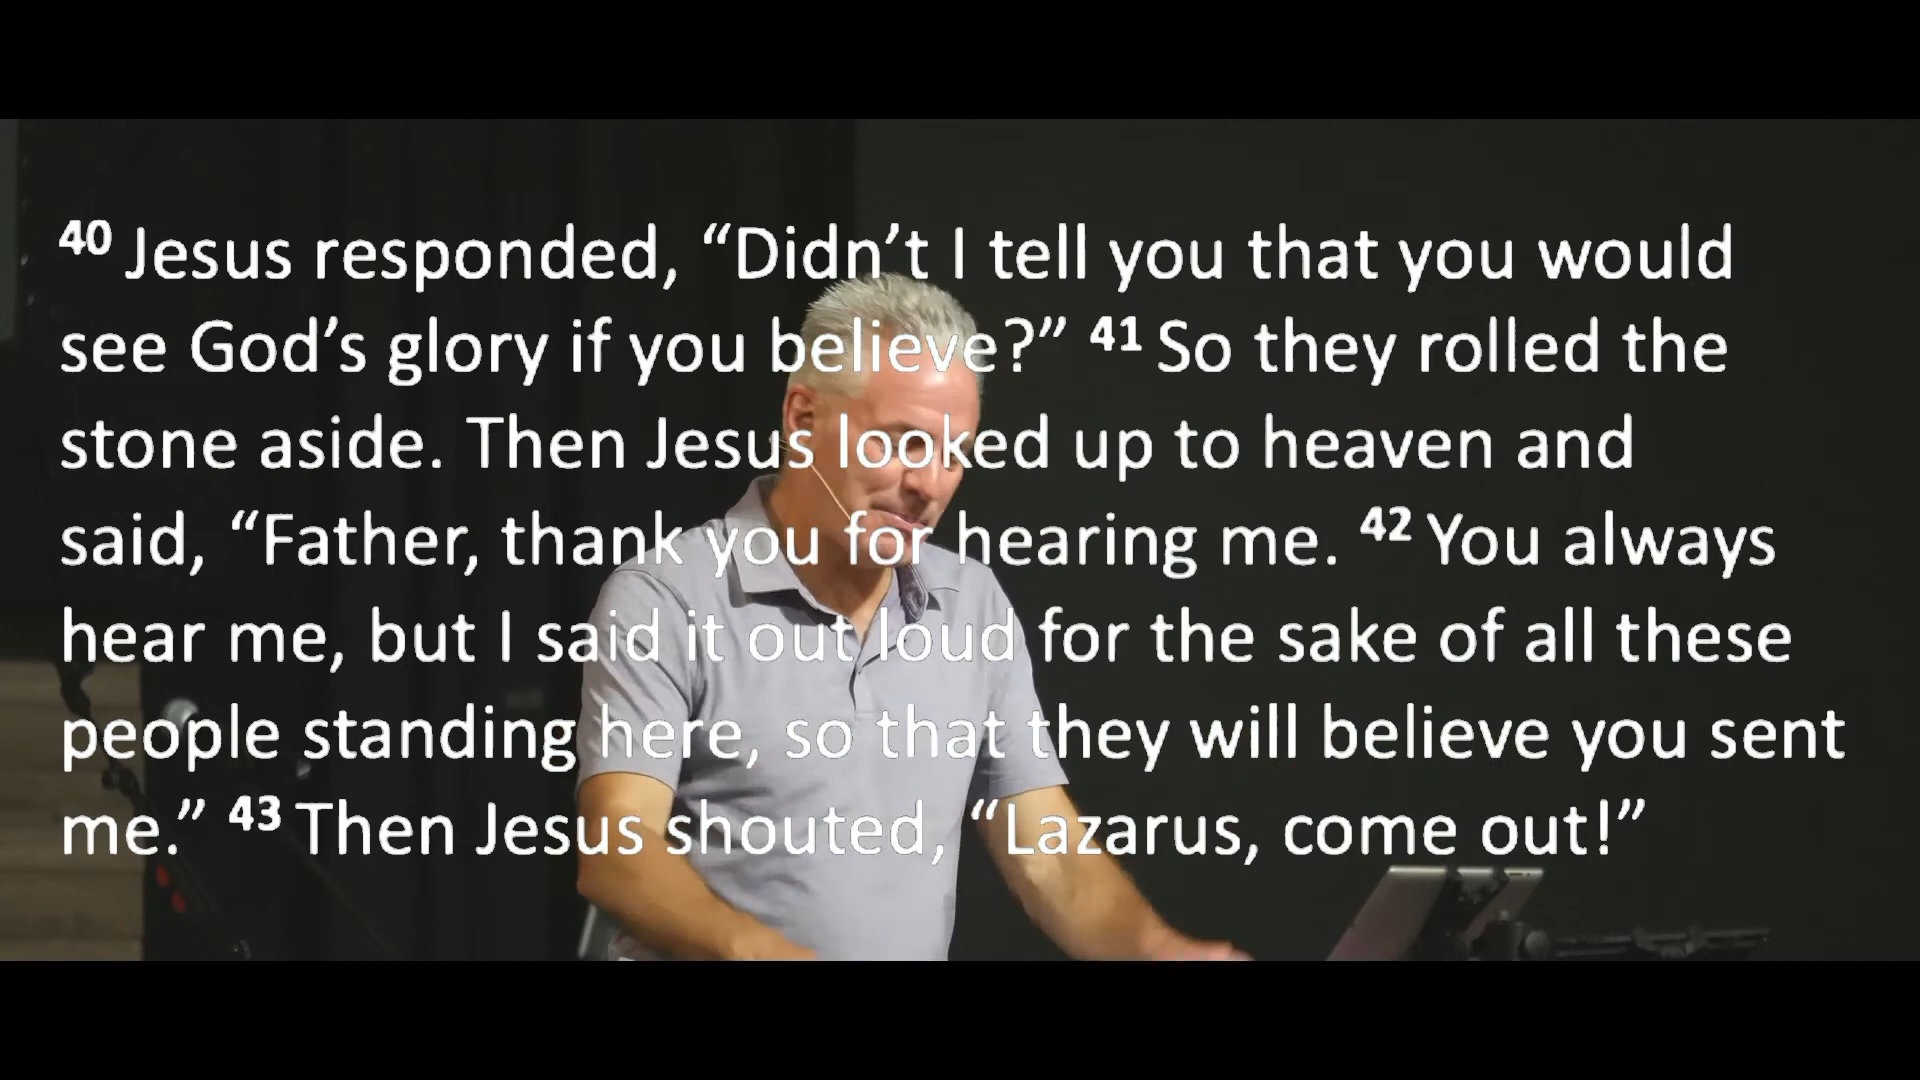 40 Jesus responded, “Didn’t I tell you that you would
see God’s glory if you believe?” 41 So they rolled the
stone aside. Then Jesus looked up to heaven and
said, “Father, thank you for hearing me. 42 You always
hear me, but I said it out loud for the sake of all these
people standing here, so that they will believe you sent
me.” 43 Then Jesus shouted, “Lazarus, come out!”